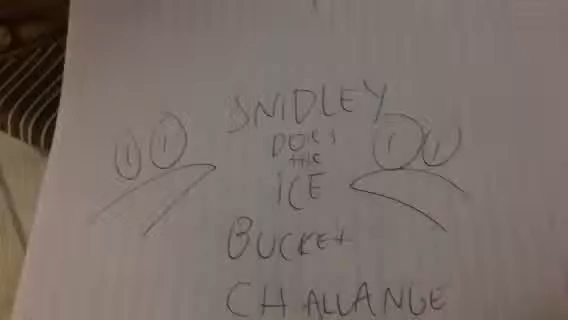 SNIDLEY
DOES
THE
ICE
BUCKET
CHALLANGE